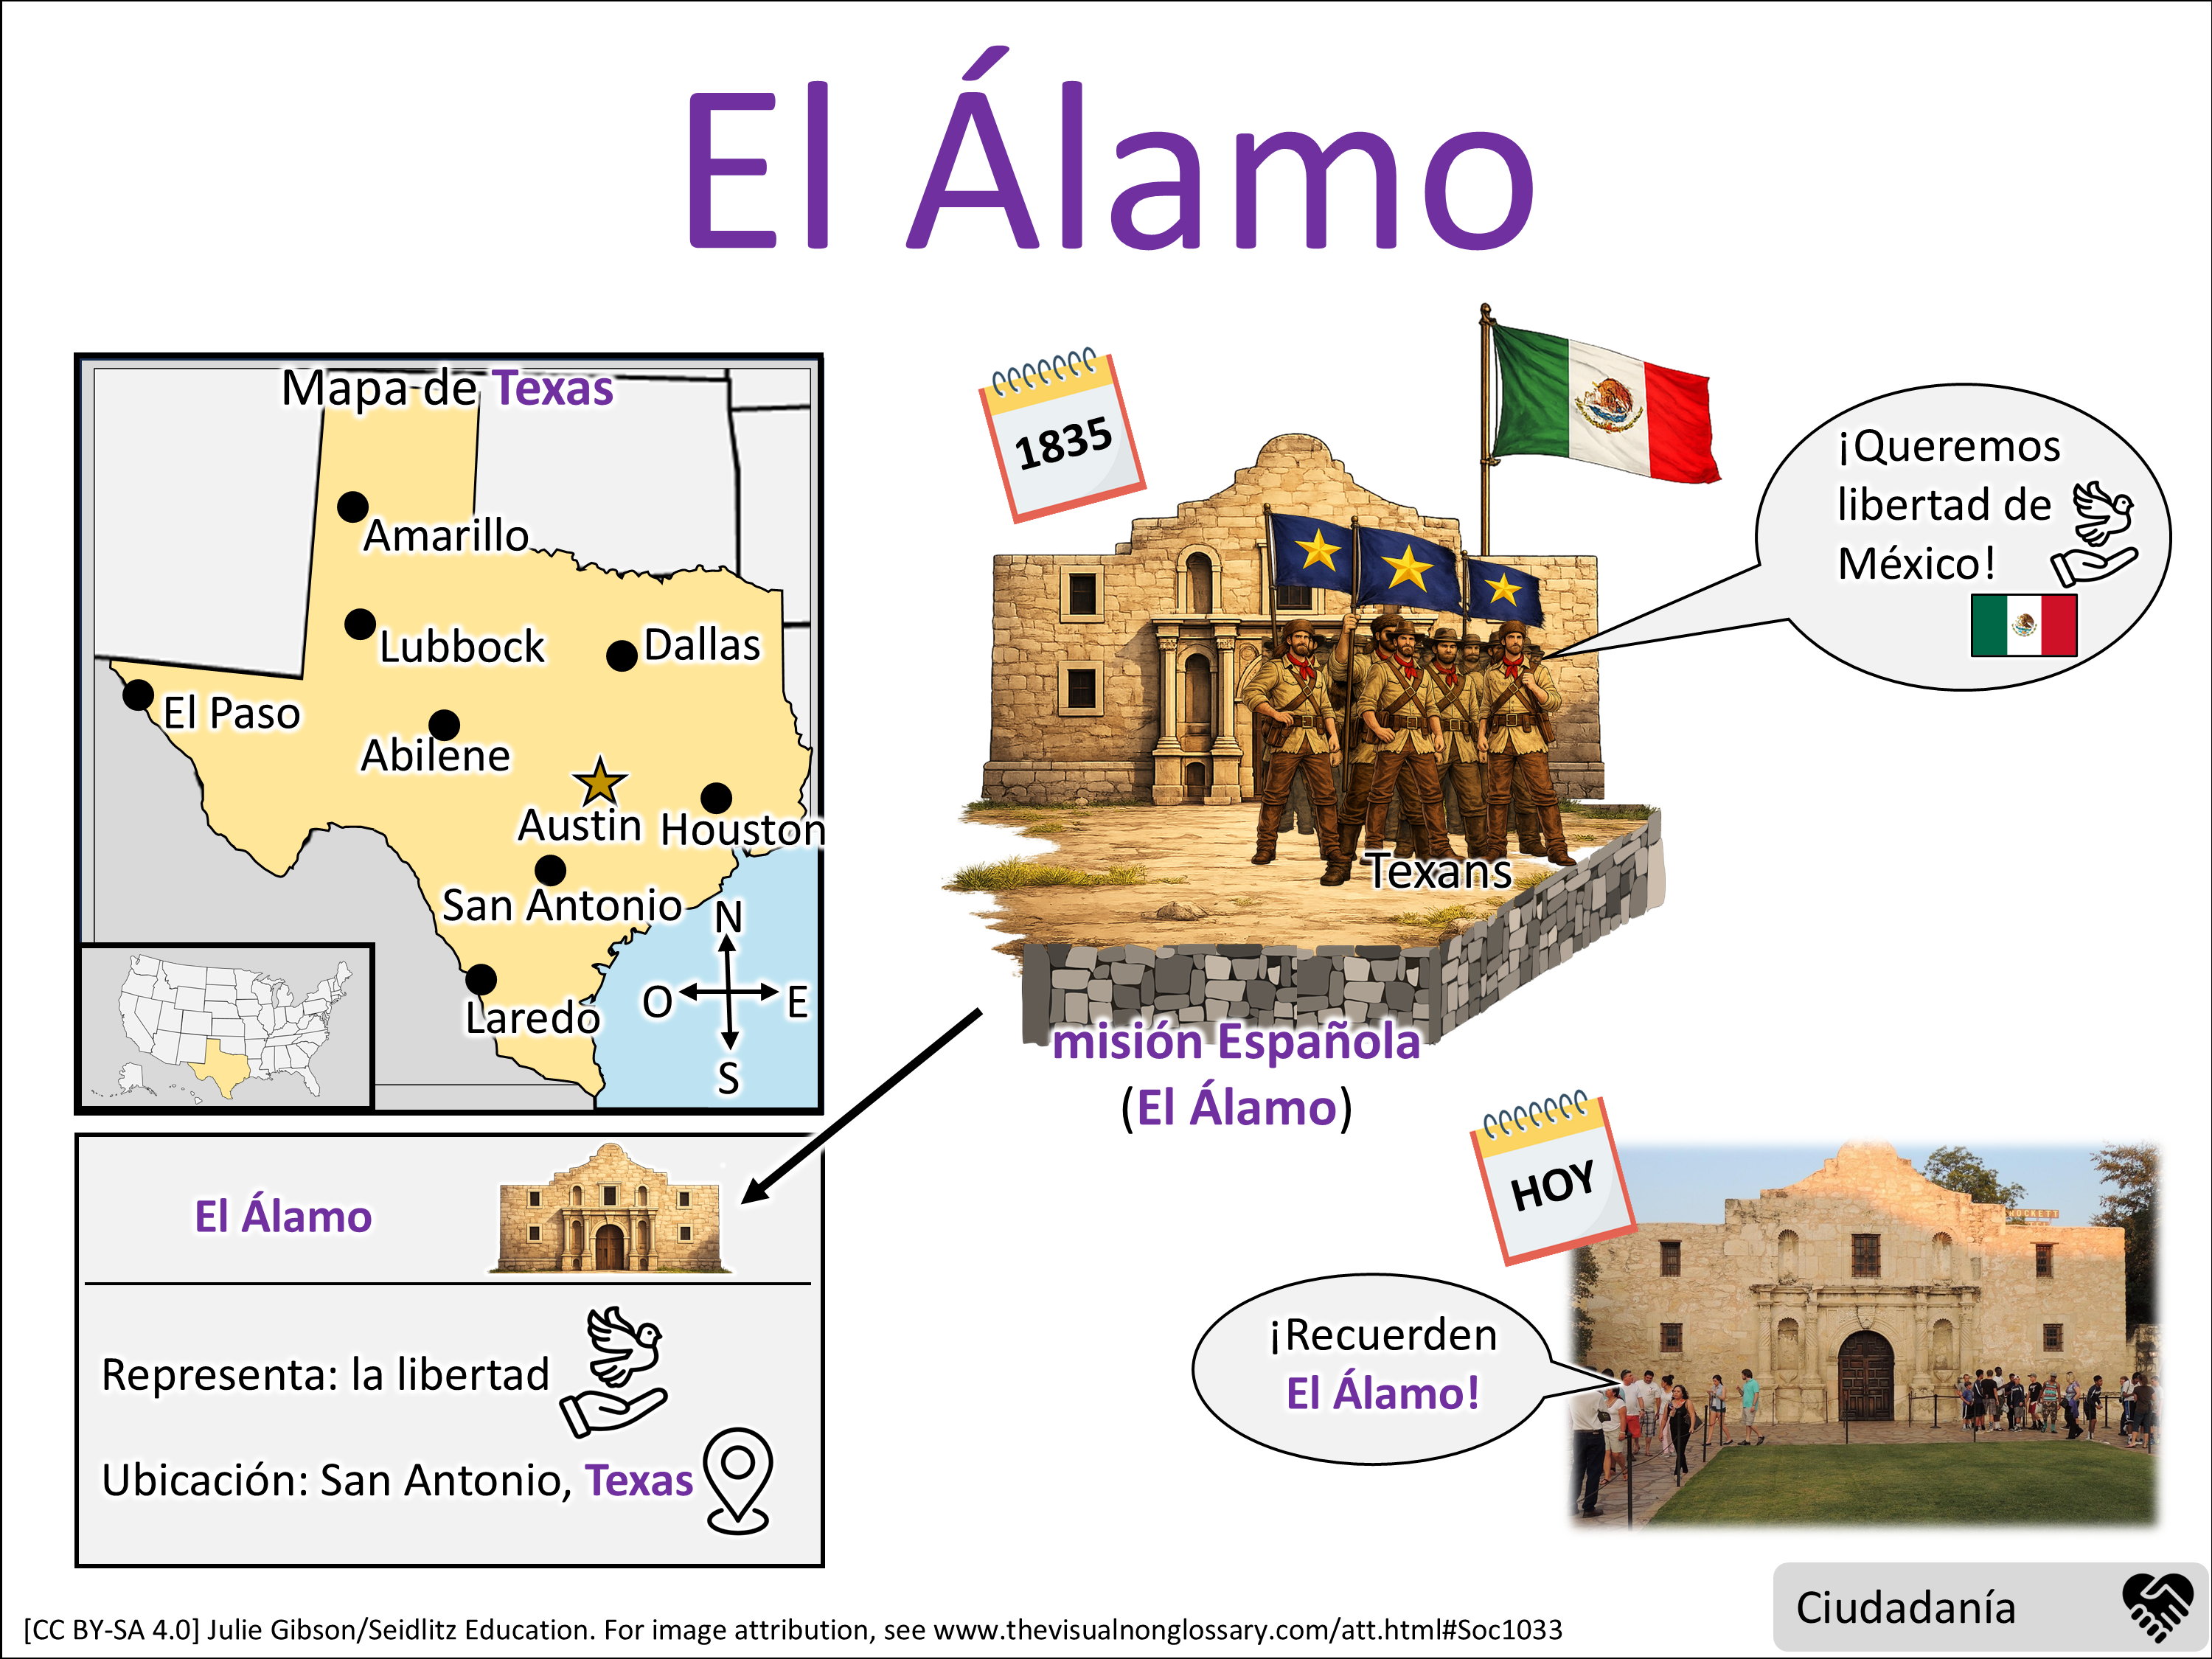 El Álamo
Mapa de Texas
Amarillo
Lubbock
Dallas
El Paso
Abilene
Austin
Houston
San Antonio
Laredo
N
O
E
S
1835
¡Queremos
libertad de
México!
Texans
misión Española
(El Álamo)
El Álamo
Representa: la libertad
Ubicación: San Antonio, Texas
HOY
¡Recuerden
El Álamo!
CROCKETT
Ciudadanía
[CC BY-SA 4.0] Julie Gibson/Seidlitz Education. For image attribution, see www.thevisualnonglossary.com/att.html#Soc1033